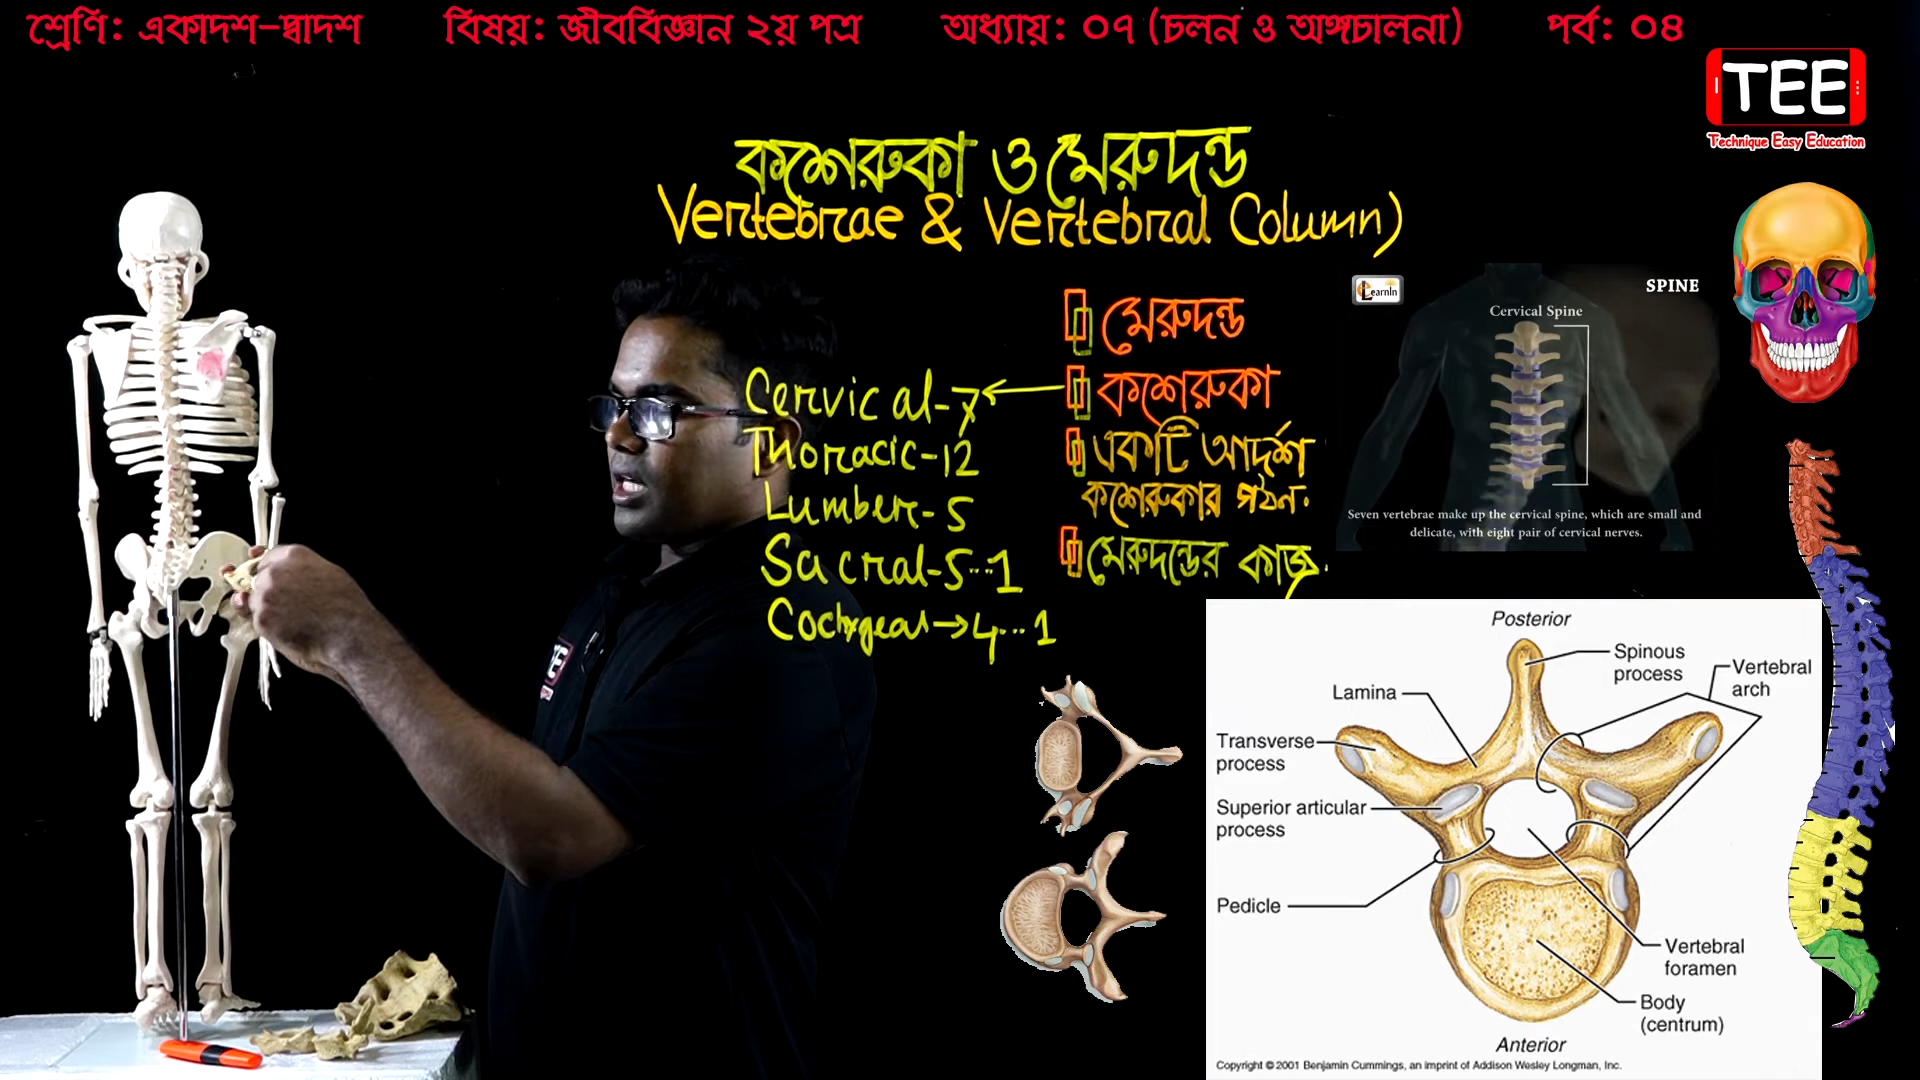 শ্রেণি: একাদশ-দ্বাদশ বিষয়: জীববিজ্ঞান ২য় পত্র অধ্যায়: ০৭ (চলন ও অঙ্গচালনা) পর্ব: ০৪
TEE
Technique Easy Education
কশেরুকা ও মেরুদন্ড
Vertebrae & Vertebral Column)
মেরুদন্ড
কশেরুকা
একটি আদর্শ
কশেরুকার গঠন.
মেরুদন্ডের কাজ.
Cervical-7
Thoracic-12
Lumber-5
Sacral-5...1
→4...1
LearnIn
SPINE
Cervical Spine
Seven vertebrae make up the cervical spine, which are small and
delicate, with eight pair of cervical nerves.
Posterior
Spinous
process
Vertebral
arch
Lamina
Transverse
process
Superior articular
process
Pedicle
Vertebral
foramen
Body
(centrum)
Anterior
Copyright © 2001 Benjamin Cummings, an imprint of Addison Wesley Longman, Inc.